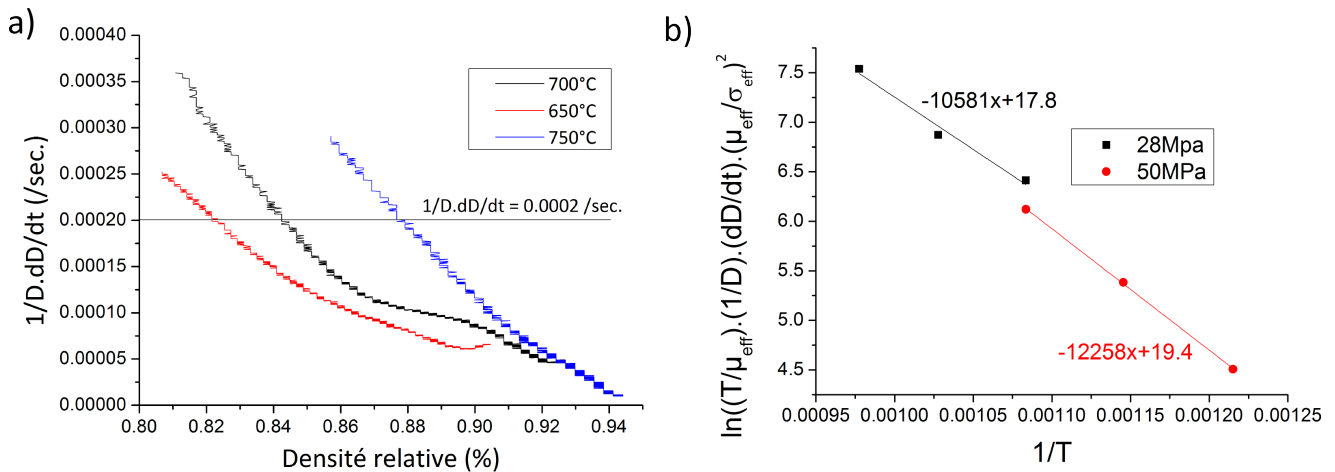 a)
1/D.dD/dt (/sec.)
0.00040
0.00035
0.00030
0.00025
0.00020
0.00015
0.00010
0.00005
0.00000
700°C
650°C
750°C
1/D.dD/dt = 0.0002 /sec.
0.80 0.82 0.84 0.86 0.88 0.90 0.92 0.94
Densité relative (%)
b)
ln((T/μeff).(1/D).(dD/dt).(μeff/σeff)²
7.5
7.0
6.5
6.0
5.5
5.0
4.5
-10581x+17.8
28Mpa
50MPa
-12258x+19.4
0.00095 0.00100 0.00105 0.00110 0.00115 0.00120 0.00125
1/T